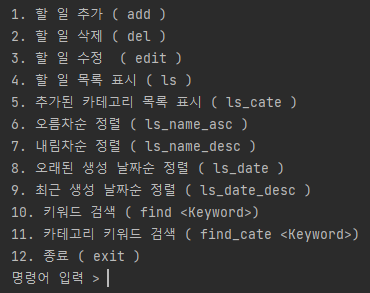 1. 할 일 추가 ( add )
2. 할 일 삭제 ( del )
3. 할 일 수정  ( edit )
4. 할 일 목록 표시 ( ls )
5. 추가된 카테고리 목록 표시 ( ls_cate )
6. 오름차순 정렬 ( ls_name_asc )
7. 내림차순 정렬 ( ls_name_desc )
8. 오래된 생성 날짜순 정렬 ( ls_date )
9. 최근 생성 날짜순 정렬 ( ls_date_desc )
10. 키워드 검색 ( find <Keyword>)
11. 카테고리 키워드 검색 ( find_cate <Keyword>)
12. 종료 ( exit )
명령어 입력 >